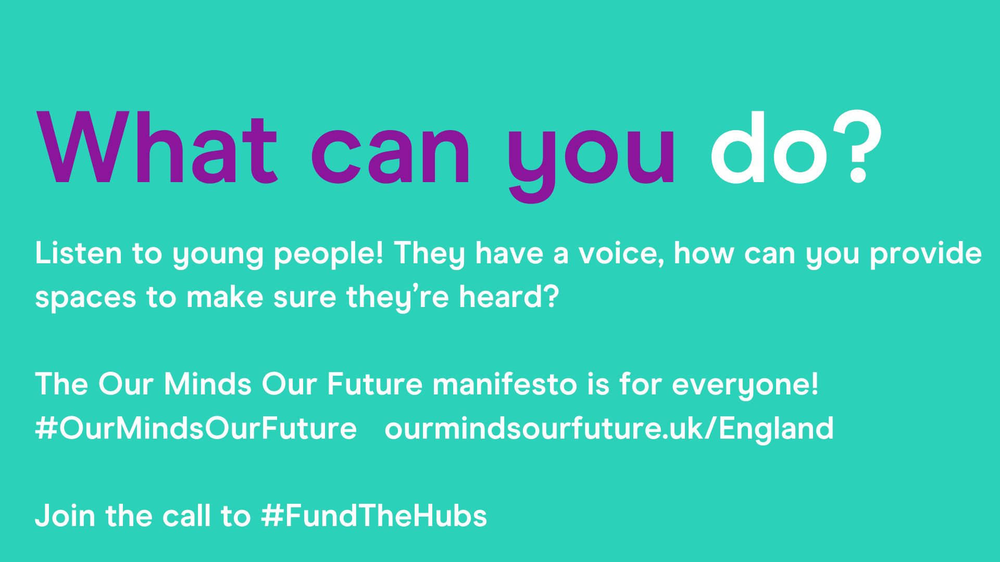 What can you do?
Listen to young people! They have a voice, how can you provide
spaces to make sure they’re heard?
The Our Minds Our Future manifesto is for everyone!
#OurMindsOurFuture ourmindsourfuture.uk/England
Join the call to #FundTheHubs